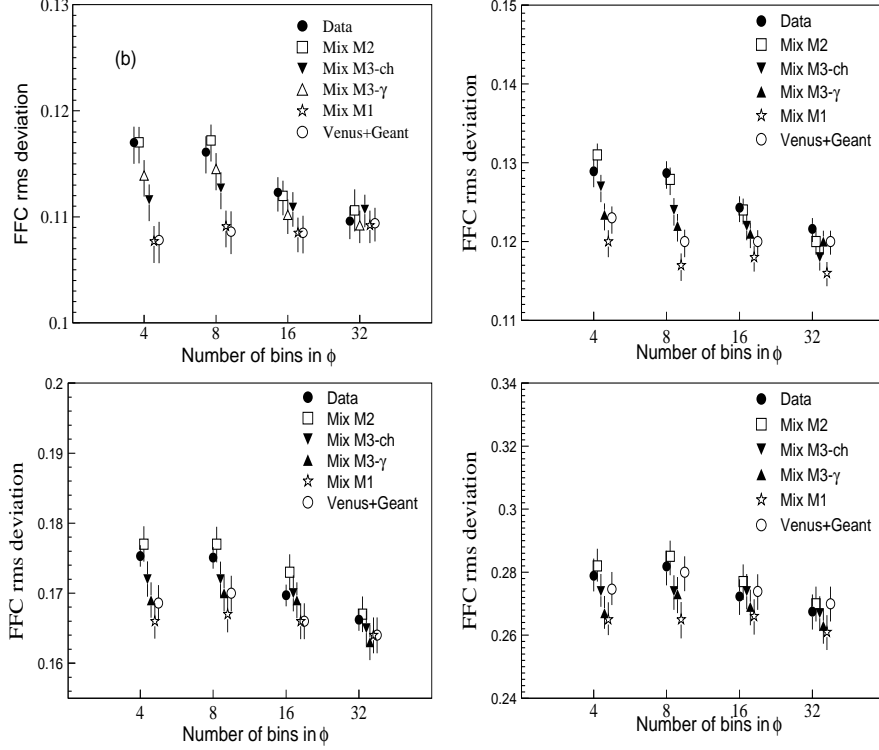 0.13
0.12
0.11
0.1
FFC rms deviation
(b)
Data
Mix M2
Mix M3-ch
Mix M3-γ
Mix M1
Venus+Geant
4 8 16 32
Number of bins in ϕ
0.15
0.14
0.13
0.12
0.11
FFC rms deviation
Data
Mix M2
Mix M3-ch
Mix M3-γ
Mix M1
Venus+Geant
4 8 16 32
Number of bins in ϕ
0.2
0.19
0.18
0.17
0.16
FFC rms deviation
Data
Mix M2
Mix M3-ch
Mix M3-γ
Mix M1
Venus+Geant
4 8 16 32
Number of bins in ϕ
0.34
0.32
0.3
0.28
0.26
0.24
FFC rms deviation
Data
Mix M2
Mix M3-ch
Mix M3-γ
Mix M1
Venus+Geant
4 8 16 32
Number of bins in ϕ